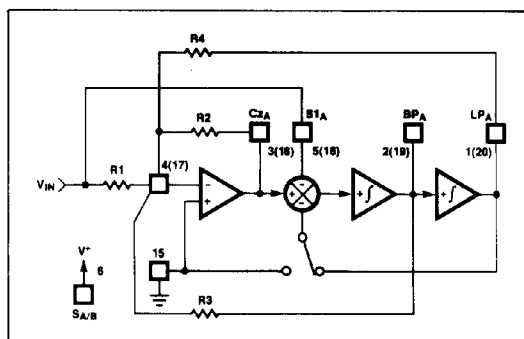 R4
R2
CzA
S1A
BPA
LPA
3(16)
5(18)
2(19)
1(20)
R1
4(17)
VIN
−
+
+
−
−
+∫
+∫
V+
6
SA/B
15
R3